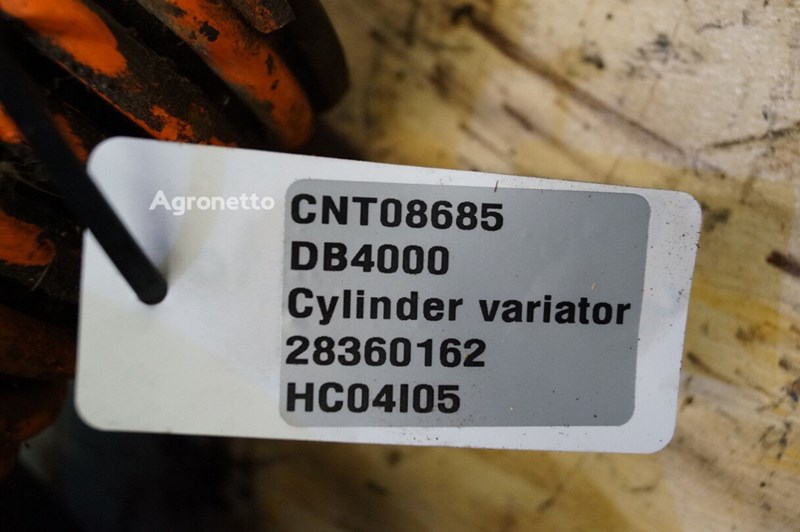 Agronetto
CNT08685
DB4000
Cylinder variator
28360162
HC04I05